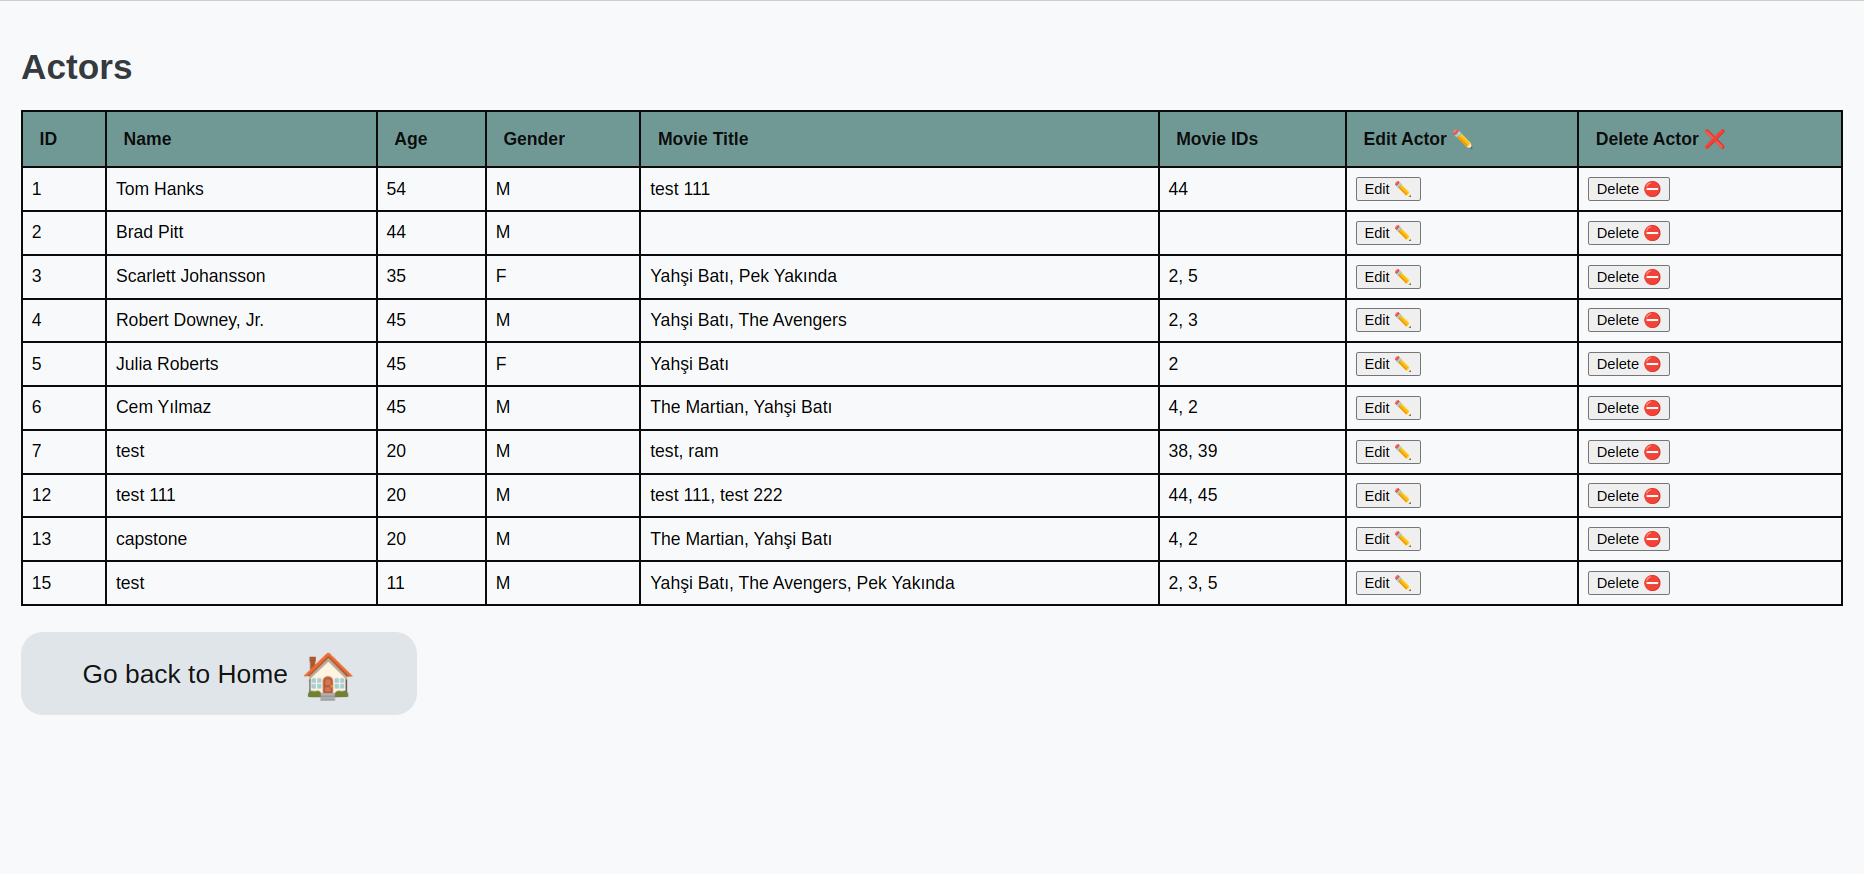 Actors
ID Name Age Gender Movie Title Movie IDs Edit Actor ✏️ Delete Actor ❌
1 Tom Hanks 54 M test 111 44 Edit ✏️ Delete ⛔
2 Brad Pitt 44 M Edit ✏️ Delete ⛔
3 Scarlett Johansson 35 F Yahşi Batı, Pek Yakında 2, 5 Edit ✏️ Delete ⛔
4 Robert Downey, Jr. 45 M Yahşi Batı, The Avengers 2, 3 Edit ✏️ Delete ⛔
5 Julia Roberts 45 F Yahşi Batı 2 Edit ✏️ Delete ⛔
6 Cem Yılmaz 45 M The Martian, Yahşi Batı 4, 2 Edit ✏️ Delete ⛔
7 test 20 M test, ram 38, 39 Edit ✏️ Delete ⛔
12 test 111 20 M test 111, test 222 44, 45 Edit ✏️ Delete ⛔
13 capstone 20 M The Martian, Yahşi Batı 4, 2 Edit ✏️ Delete ⛔
15 test 11 M Yahşi Batı, The Avengers, Pek Yakında 2, 3, 5 Edit ✏️ Delete ⛔
Go back to Home 🏠